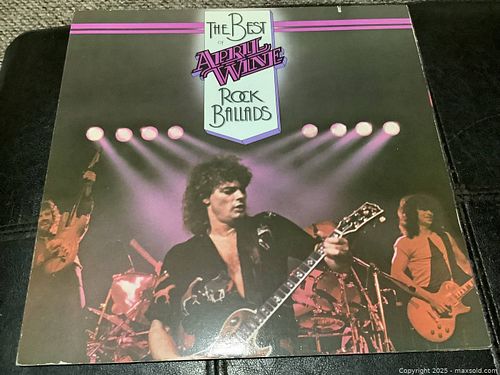 THE BEST
OF
APRIL
WINE
ROCK
BALLADS
Copyright 2025 - maxsold.com